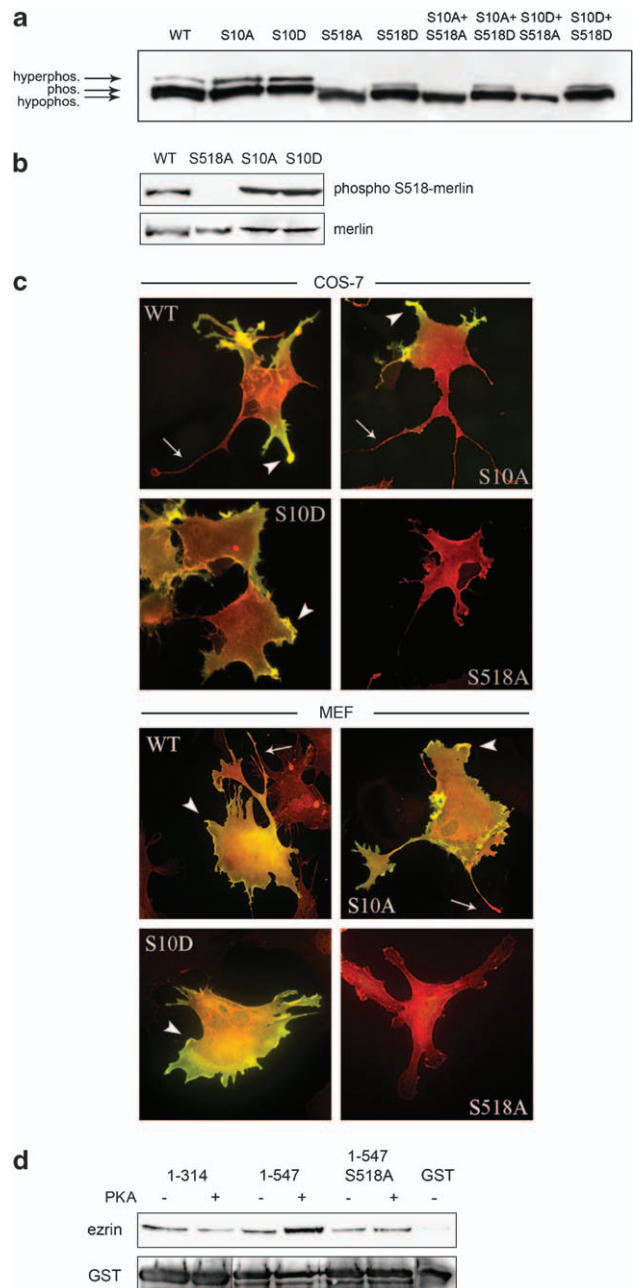 a
S10A+ S10A+ S10D+ S10D+
WT S10A S10D S518A S518D S518A S518D S518A S518D
hyperphos.
phos.
hypophos.
b
WT S518A S10A S10D
phospho S518-merlin
merlin
c
COS-7
WT
S10A
S10D
S518A
MEF
WT
S10A
S10D
S518A
d
1-547
1-314 1-547 S518A GST
PKA - + - + - + -
ezrin
GST